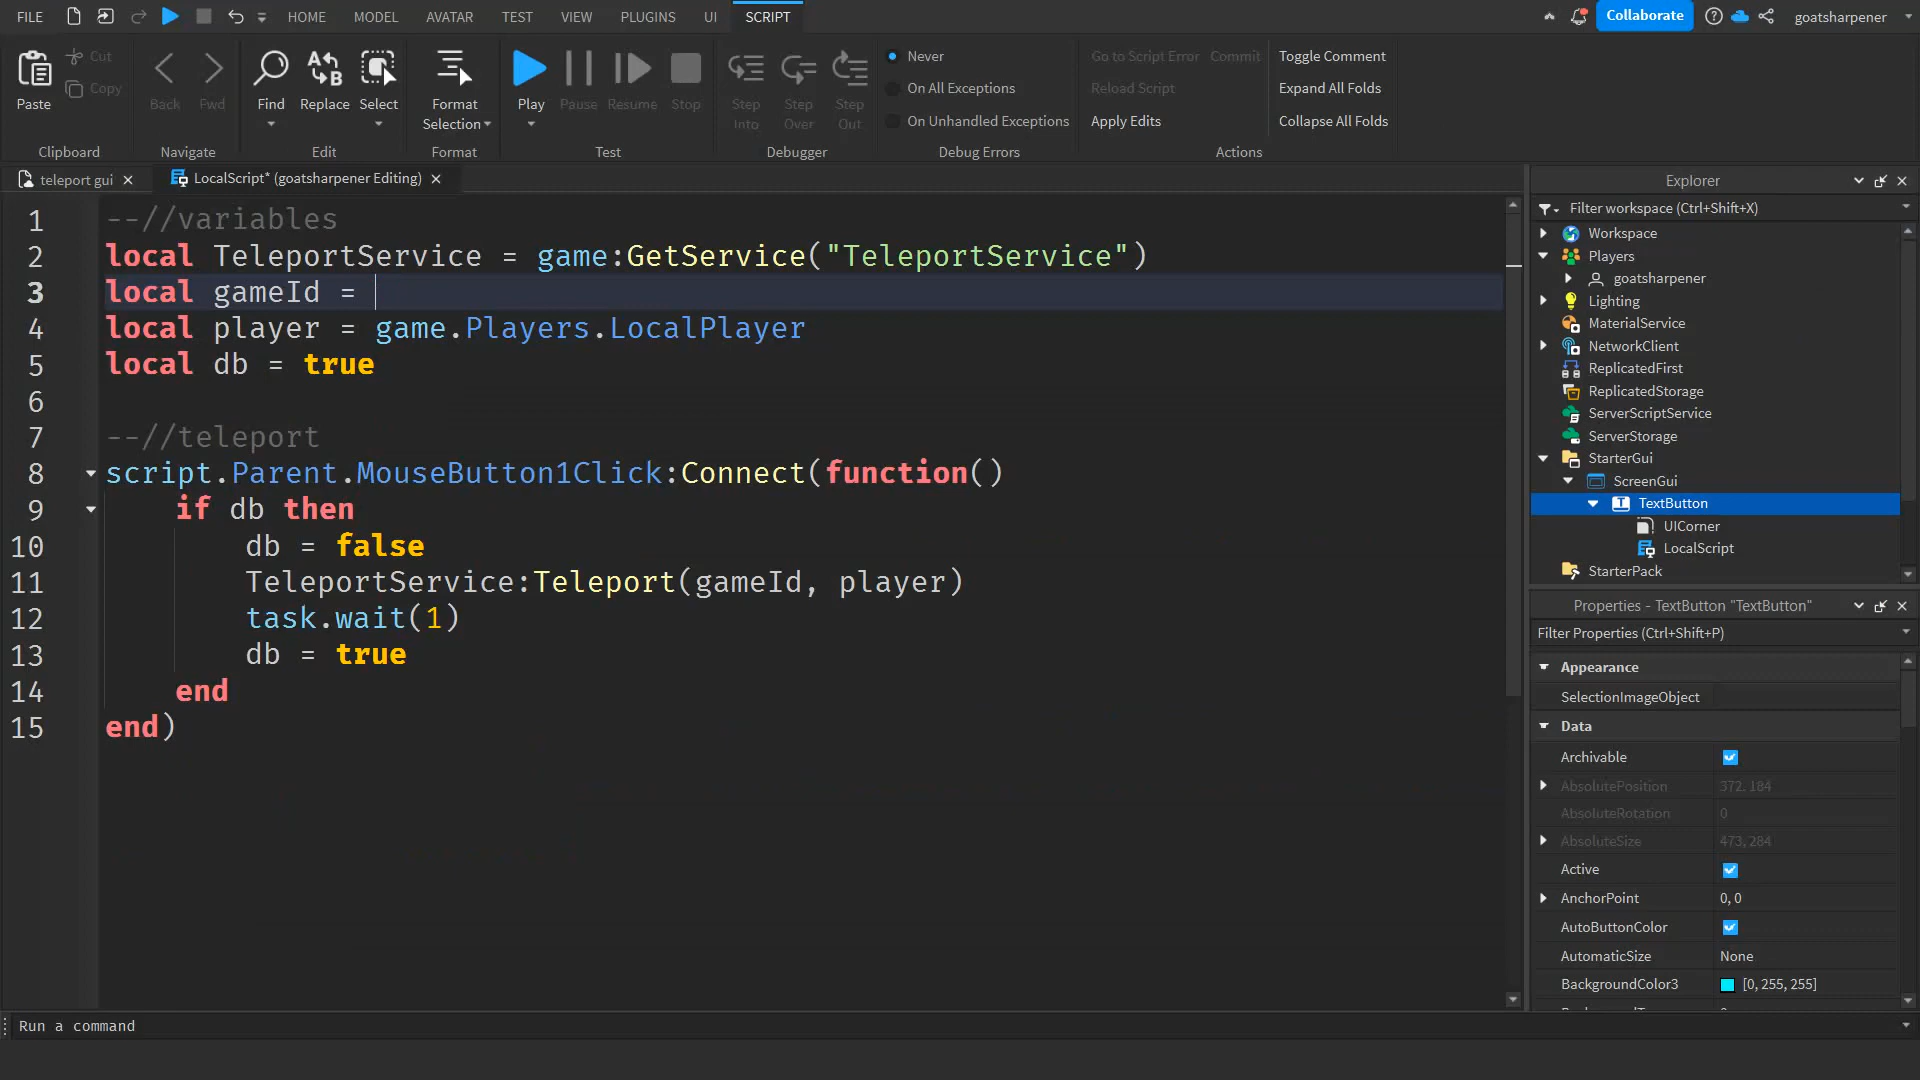 FILE HOME MODEL AVATAR TEST VIEW PLUGINS UI SCRIPT Collaborate goatsharpener
Paste Cut Copy Back Fwd Find Replace Select Format Selection Play Pause Resume Stop Step Into Step Over Step Out
Never
On All Exceptions
On Unhandled Exceptions
Go to Script Error Commit
Reload Script
Apply Edits
Toggle Comment
Expand All Folds
Collapse All Folds
Clipboard Navigate Edit Format Test Debugger Debug Errors Actions
teleport gui LocalScript* (goatsharpener Editing)
1 --//variables
2 local TeleportService = game:GetService("TeleportService")
3 local gameId =
4 local player = game.Players.LocalPlayer
5 local db = true
6
7 --//teleport
8 script.Parent.MouseButton1Click:Connect(function()
9 if db then
10 db = false
11 TeleportService:Teleport(gameId, player)
12 task.wait(1)
13 db = true
14 end
15 end)
Explorer
Filter workspace (Ctrl+Shift+X)
Workspace
Players
goatsharpener
Lighting
MaterialService
NetworkClient
ReplicatedFirst
ReplicatedStorage
ServerScriptService
ServerStorage
StarterGui
ScreenGui
TextButton
UICorner
LocalScript
StarterPack
Properties - TextButton "TextButton"
Filter Properties (Ctrl+Shift+P)
Appearance
SelectionImageObject
Data
Archivable
AbsolutePosition 372, 184
AbsoluteRotation 0
AbsoluteSize 473, 284
Active
AnchorPoint 0, 0
AutoButtonColor
AutomaticSize None
BackgroundColor3 [0, 255, 255]
Run a command